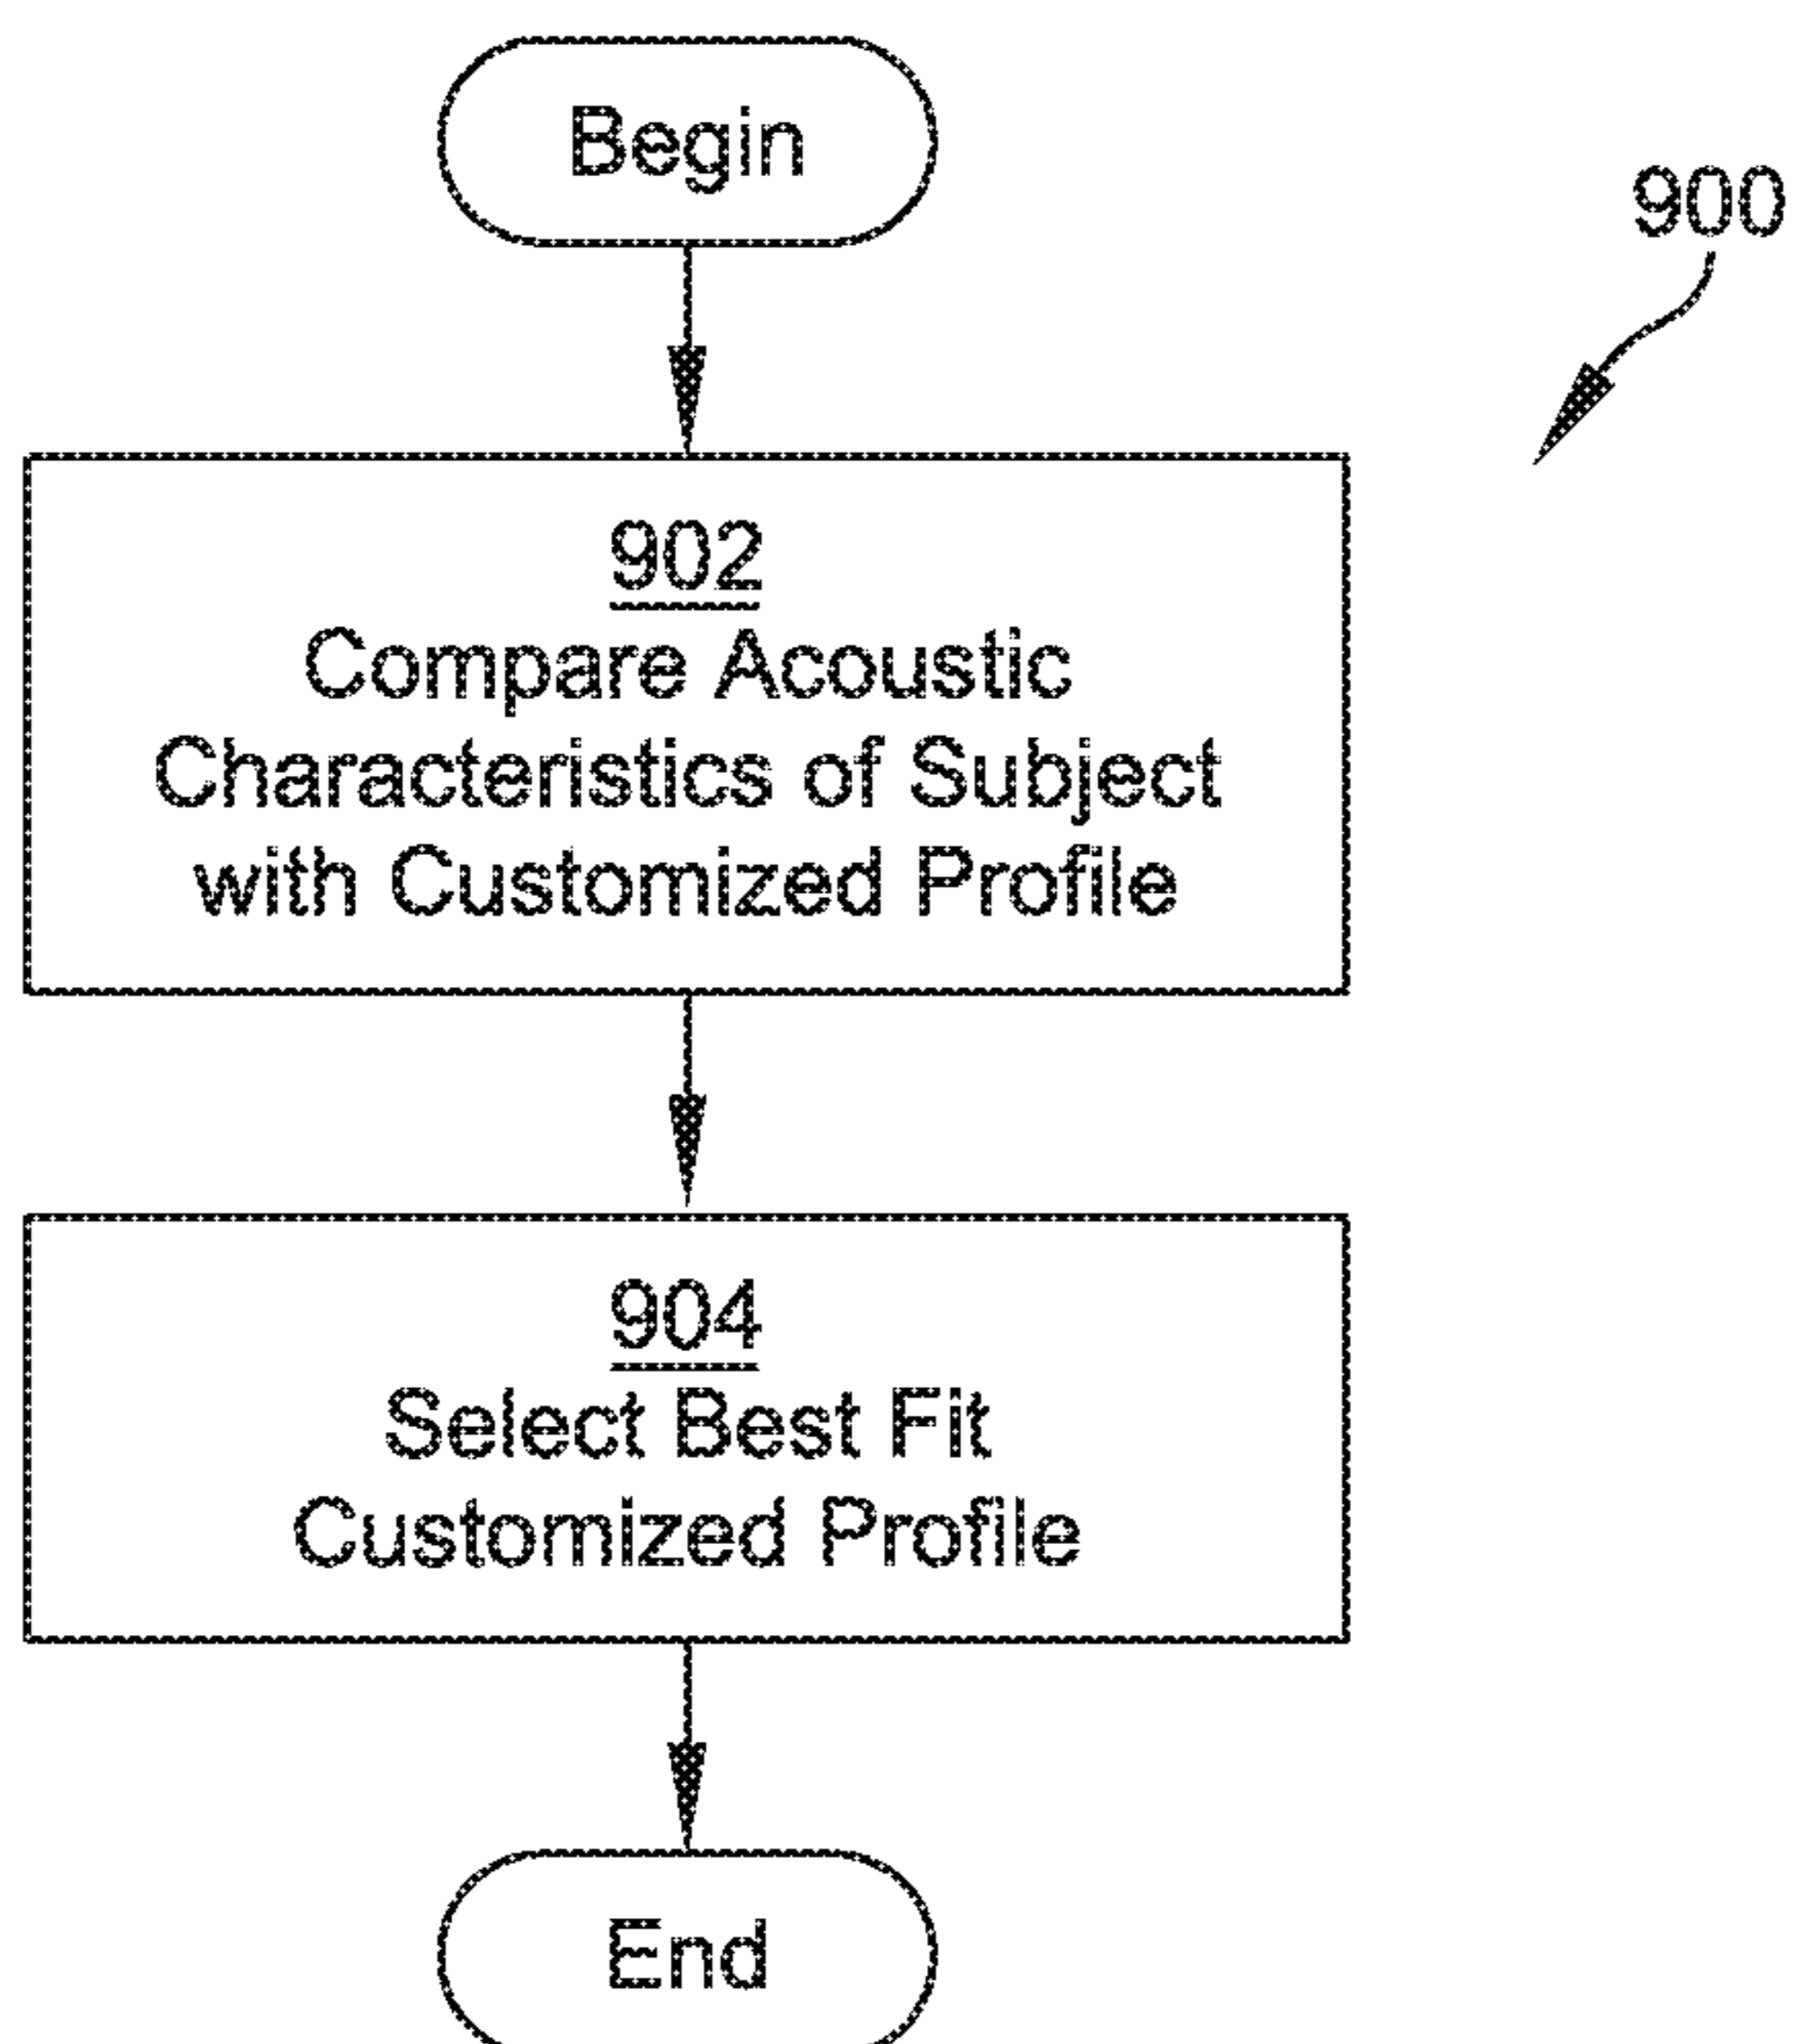 Begin
900
902
Compare Acoustic
Characteristics of Subject
with Customized Profile
904
Select Best Fit
Customized Profile
End